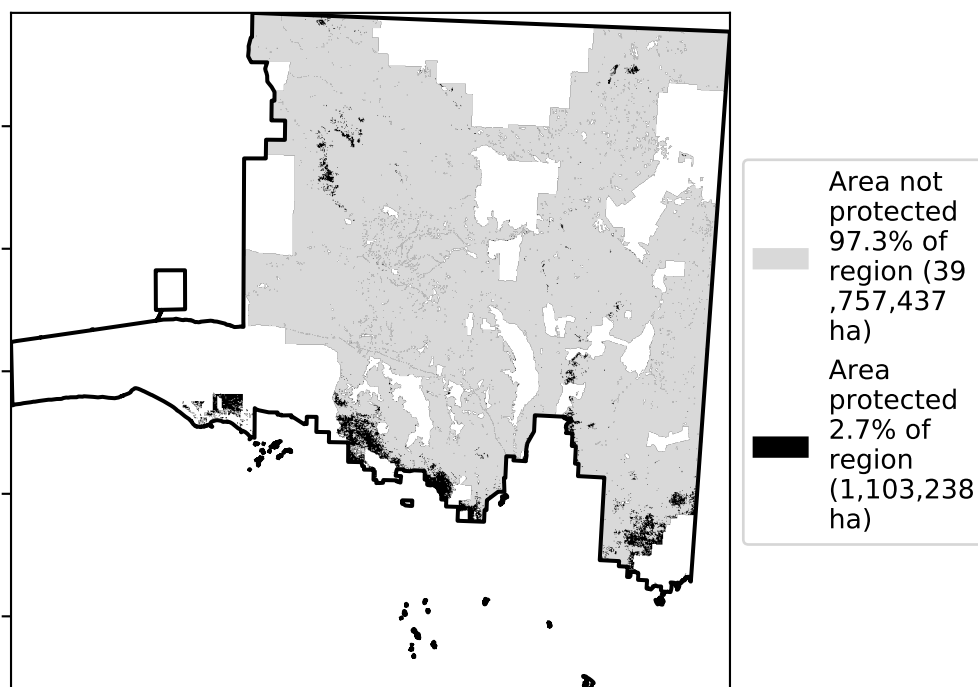 Area not
protected
97.3% of
region (39
,757,437
ha)
Area
protected
2.7% of
region
(1,103,238
ha)